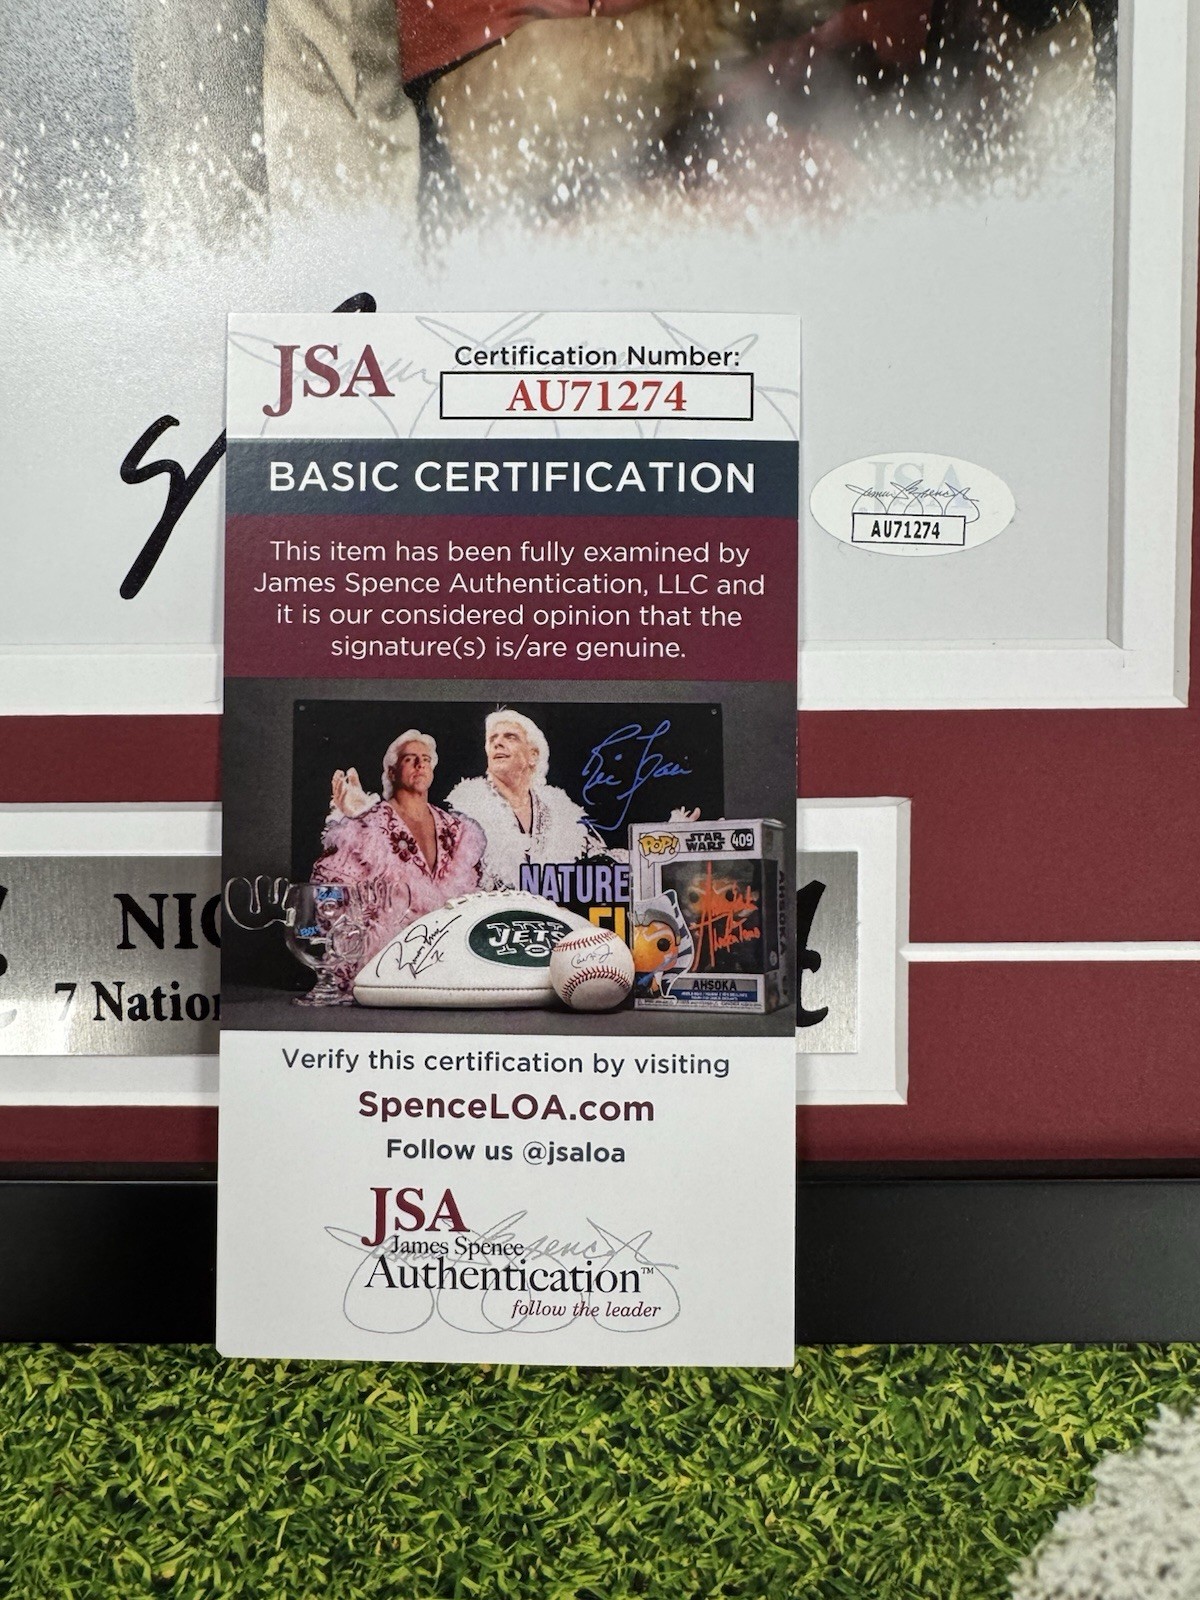 JSA
Certification Number:
AU71274
BASIC CERTIFICATION
This item has been fully examined by
James Spence Authentication, LLC and
it is our considered opinion that the
signature(s) is/are genuine.
JSA
AU71274
NATURE
POP!
STAR WARS
409
JETS
AHSOKA
NIC
7 Nation
Verify this certification by visiting
SpenceLOA.com
Follow us @jsaloa
JSA
James Spence
Authentication™
follow the leader